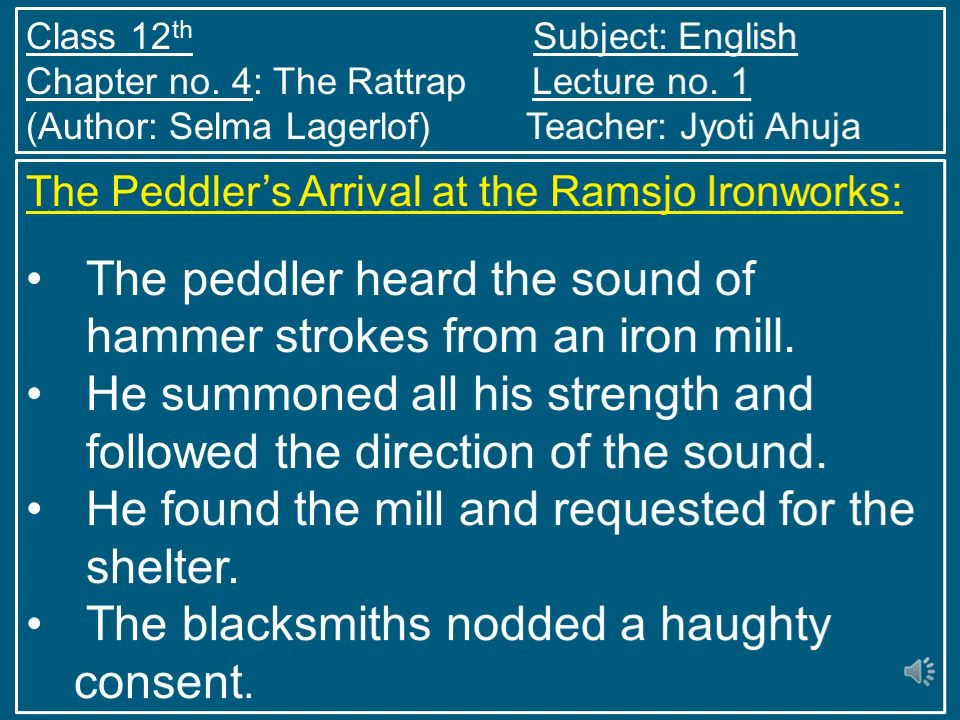 Class 12th Subject: English
Chapter no. 4: The Rattrap Lecture no. 1
(Author: Selma Lagerlof) Teacher: Jyoti Ahuja
The Peddler’s Arrival at the Ramsjo Ironworks:
• The peddler heard the sound of
hammer strokes from an iron mill.
• He summoned all his strength and
followed the direction of the sound.
• He found the mill and requested for the
shelter.
• The blacksmiths nodded a haughty
consent.